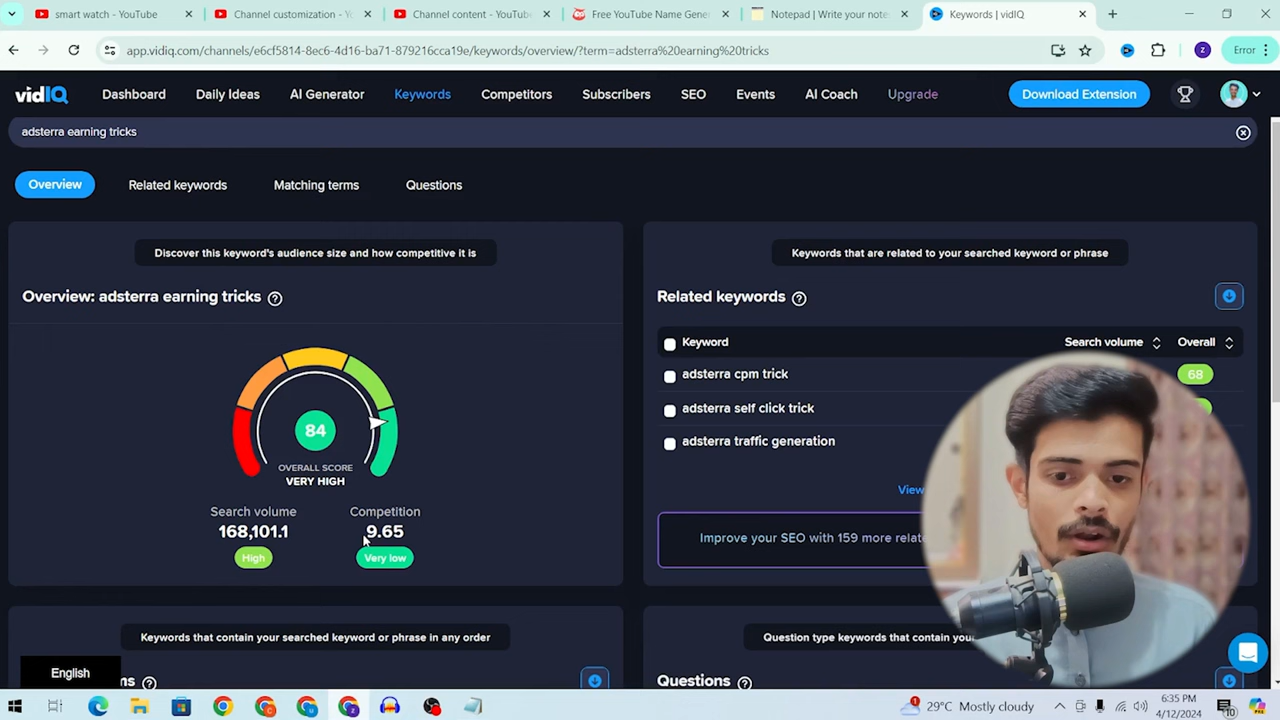 smart watch - YouTube
Channel customization - Yo
Channel content - YouTube
Free YouTube Name Gener
Notepad | Write your note
Keywords | vidIQ
app.vidiq.com/channels/e6cf5814-8ec6-4d16-ba71-879216cca19e/keywords/overview/?term=adsterra%20earning%20tricks
z
Error
vidIQ
Dashboard
Daily Ideas
AI Generator
Keywords
Competitors
Subscribers
SEO
Events
AI Coach
Upgrade
Download Extension
adsterra earning tricks
Overview
Related keywords
Matching terms
Questions
Discover this keyword's audience size and how competitive it is
Overview: adsterra earning tricks
84
OVERALL SCORE
VERY HIGH
Search volume
168,101.1
High
Competition
9.65
Very low
Keywords that are related to your searched keyword or phrase
Related keywords
Keyword
Search volume
Overall
adsterra cpm trick
68
adsterra self click trick
adsterra traffic generation
View
Improve your SEO with 159 more relate
Keywords that contain your searched keyword or phrase in any order
Question type keywords that contain you
English
ms
Questions
29°C Mostly cloudy
6:35 PM
4/12/2024
10